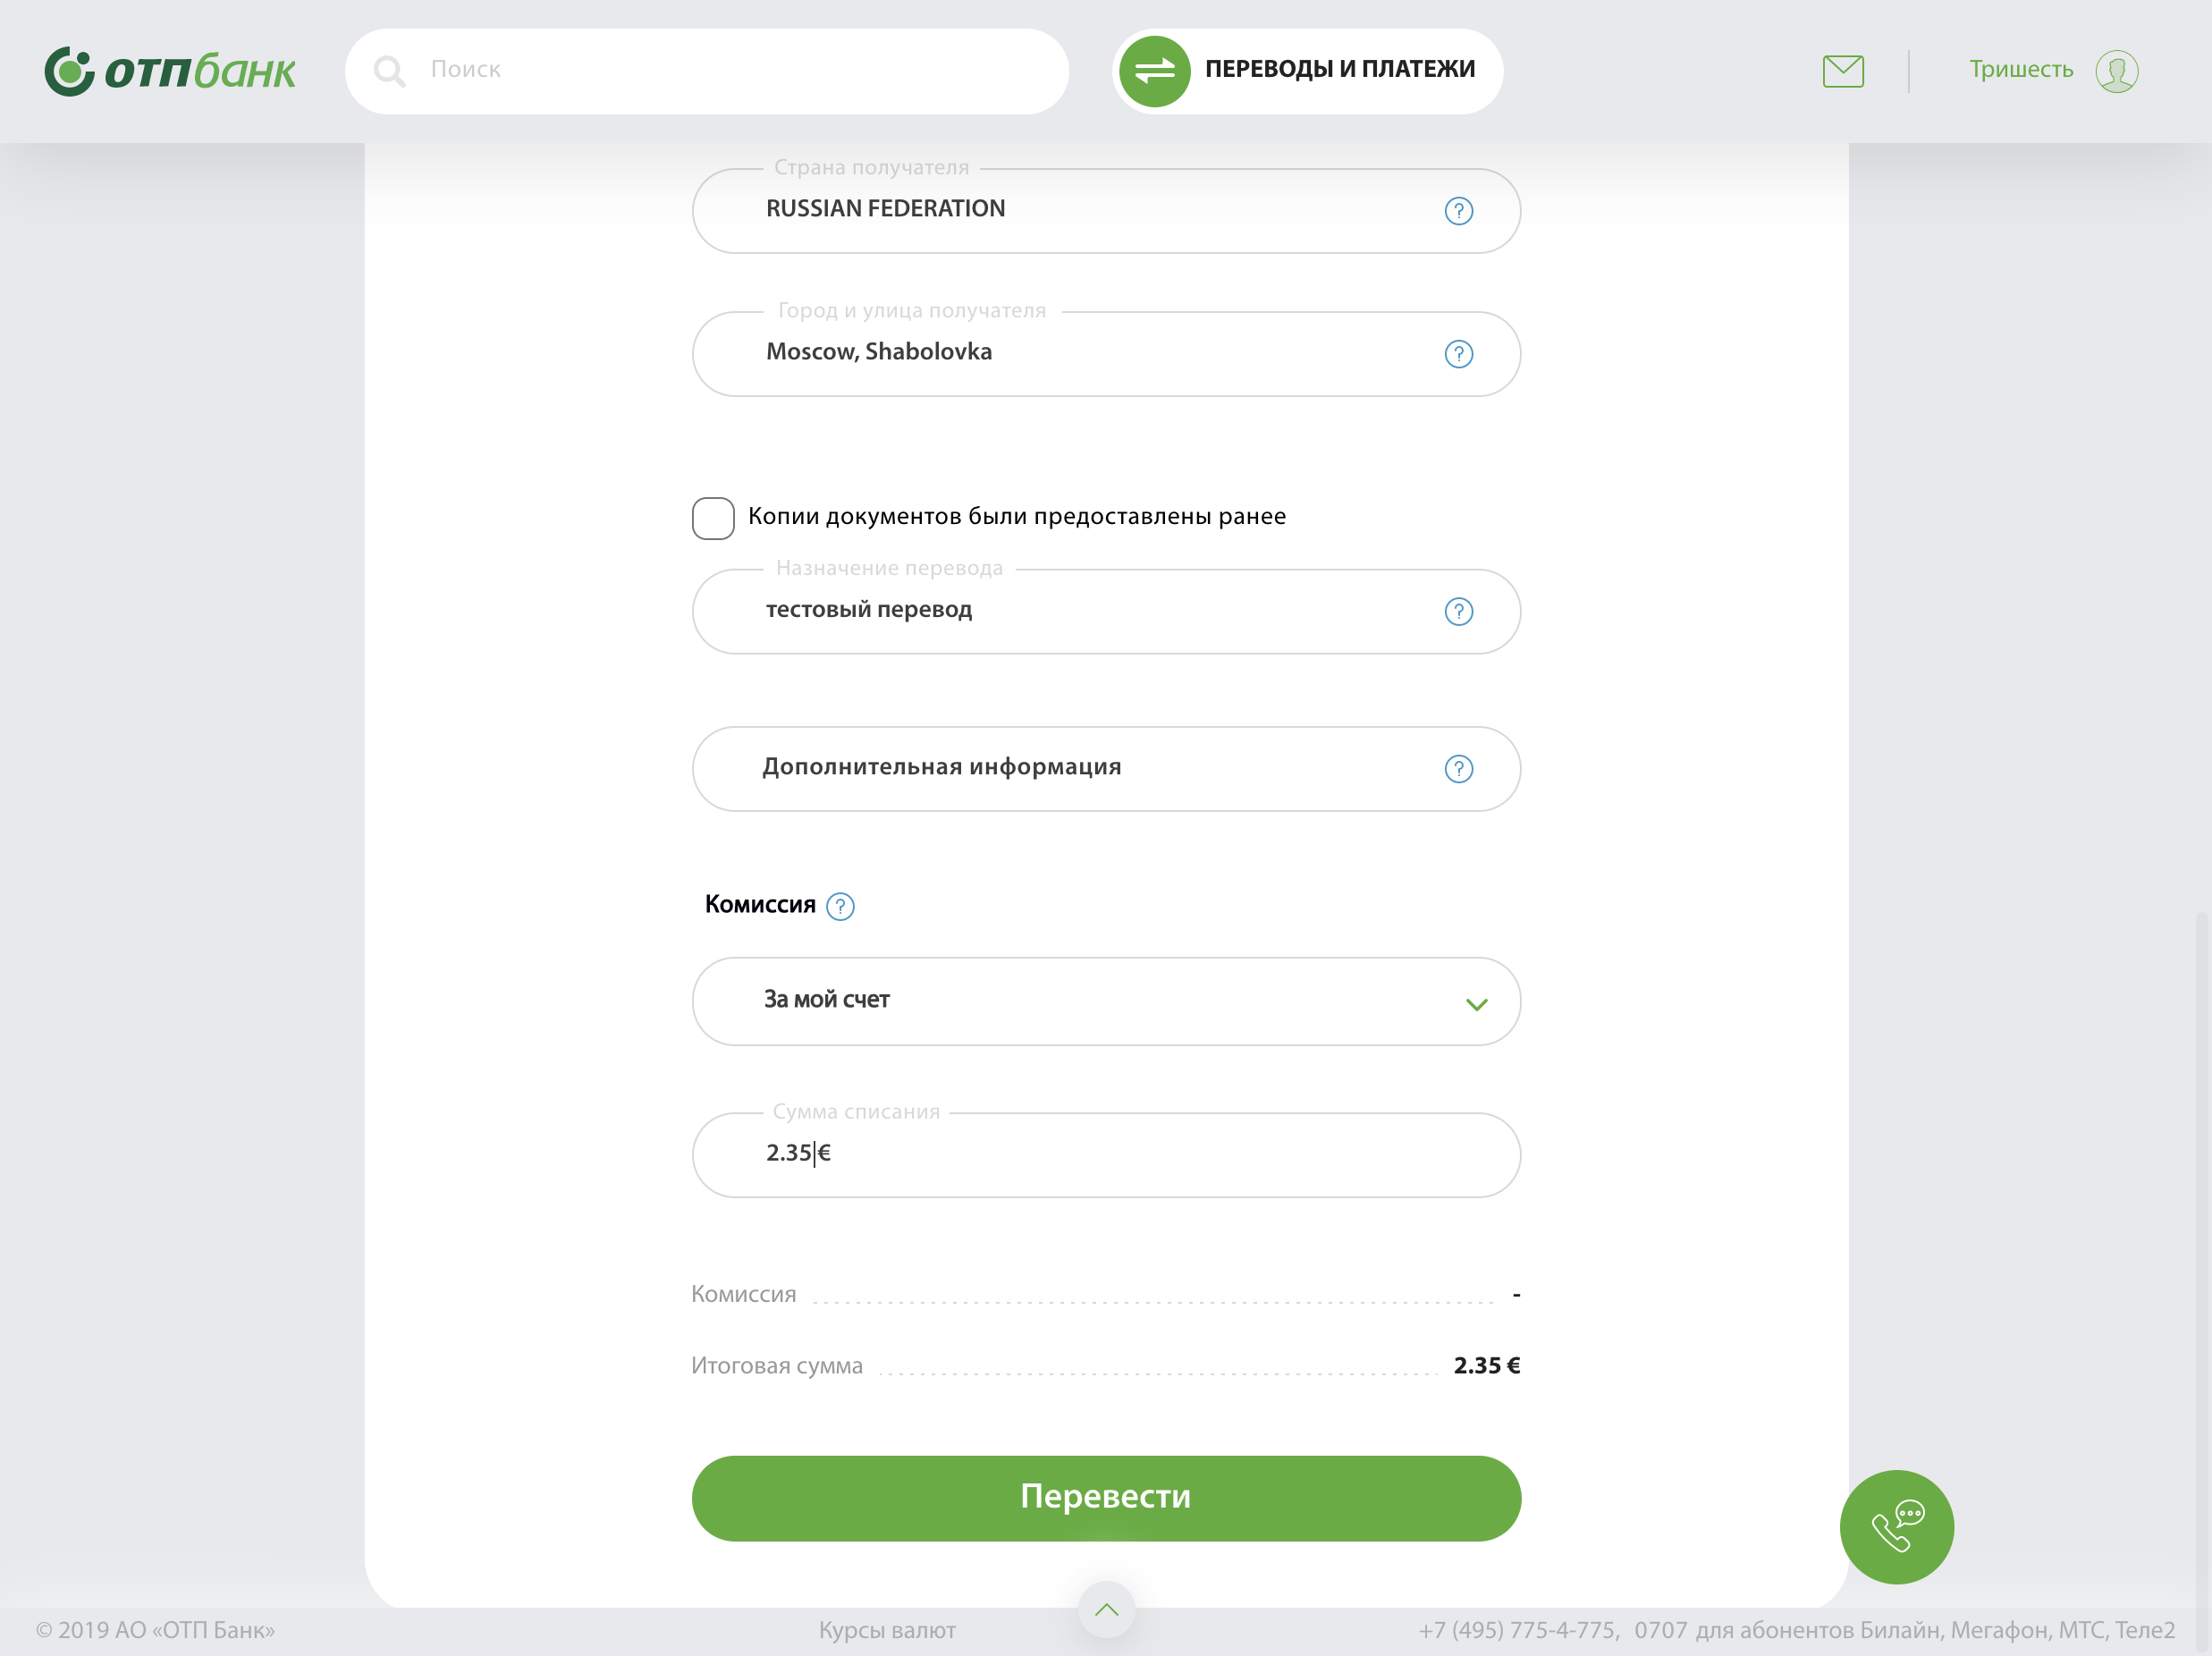 отпбанк
Поиск
ПЕРЕВОДЫ И ПЛАТЕЖИ
Тришесть
Страна получателя
RUSSIAN FEDERATION
?
Город и улица получателя
Moscow, Shabolovka
?
Копии документов были предоставлены ранее
Назначение перевода
тестовый перевод
?
Дополнительная информация
?
Комиссия ?
За мой счет
Сумма списания
2.35 €
Комиссия -
Итоговая сумма 2.35 €
Перевести
© 2019 АО «ОТП Банк»
Курсы валют
+7 (495) 775-4-775, 0707 для абонентов Билайн, Мегафон, МТС, Теле2